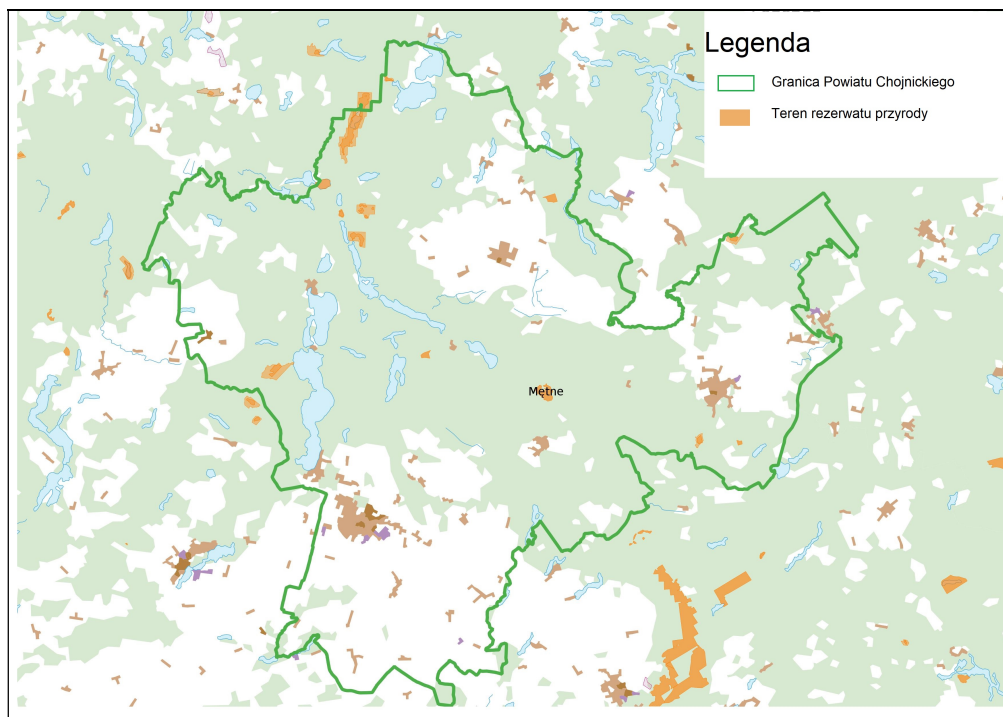 Legenda
Granica Powiatu Chojnickiego
Teren rezerwatu przyrody
Mętne